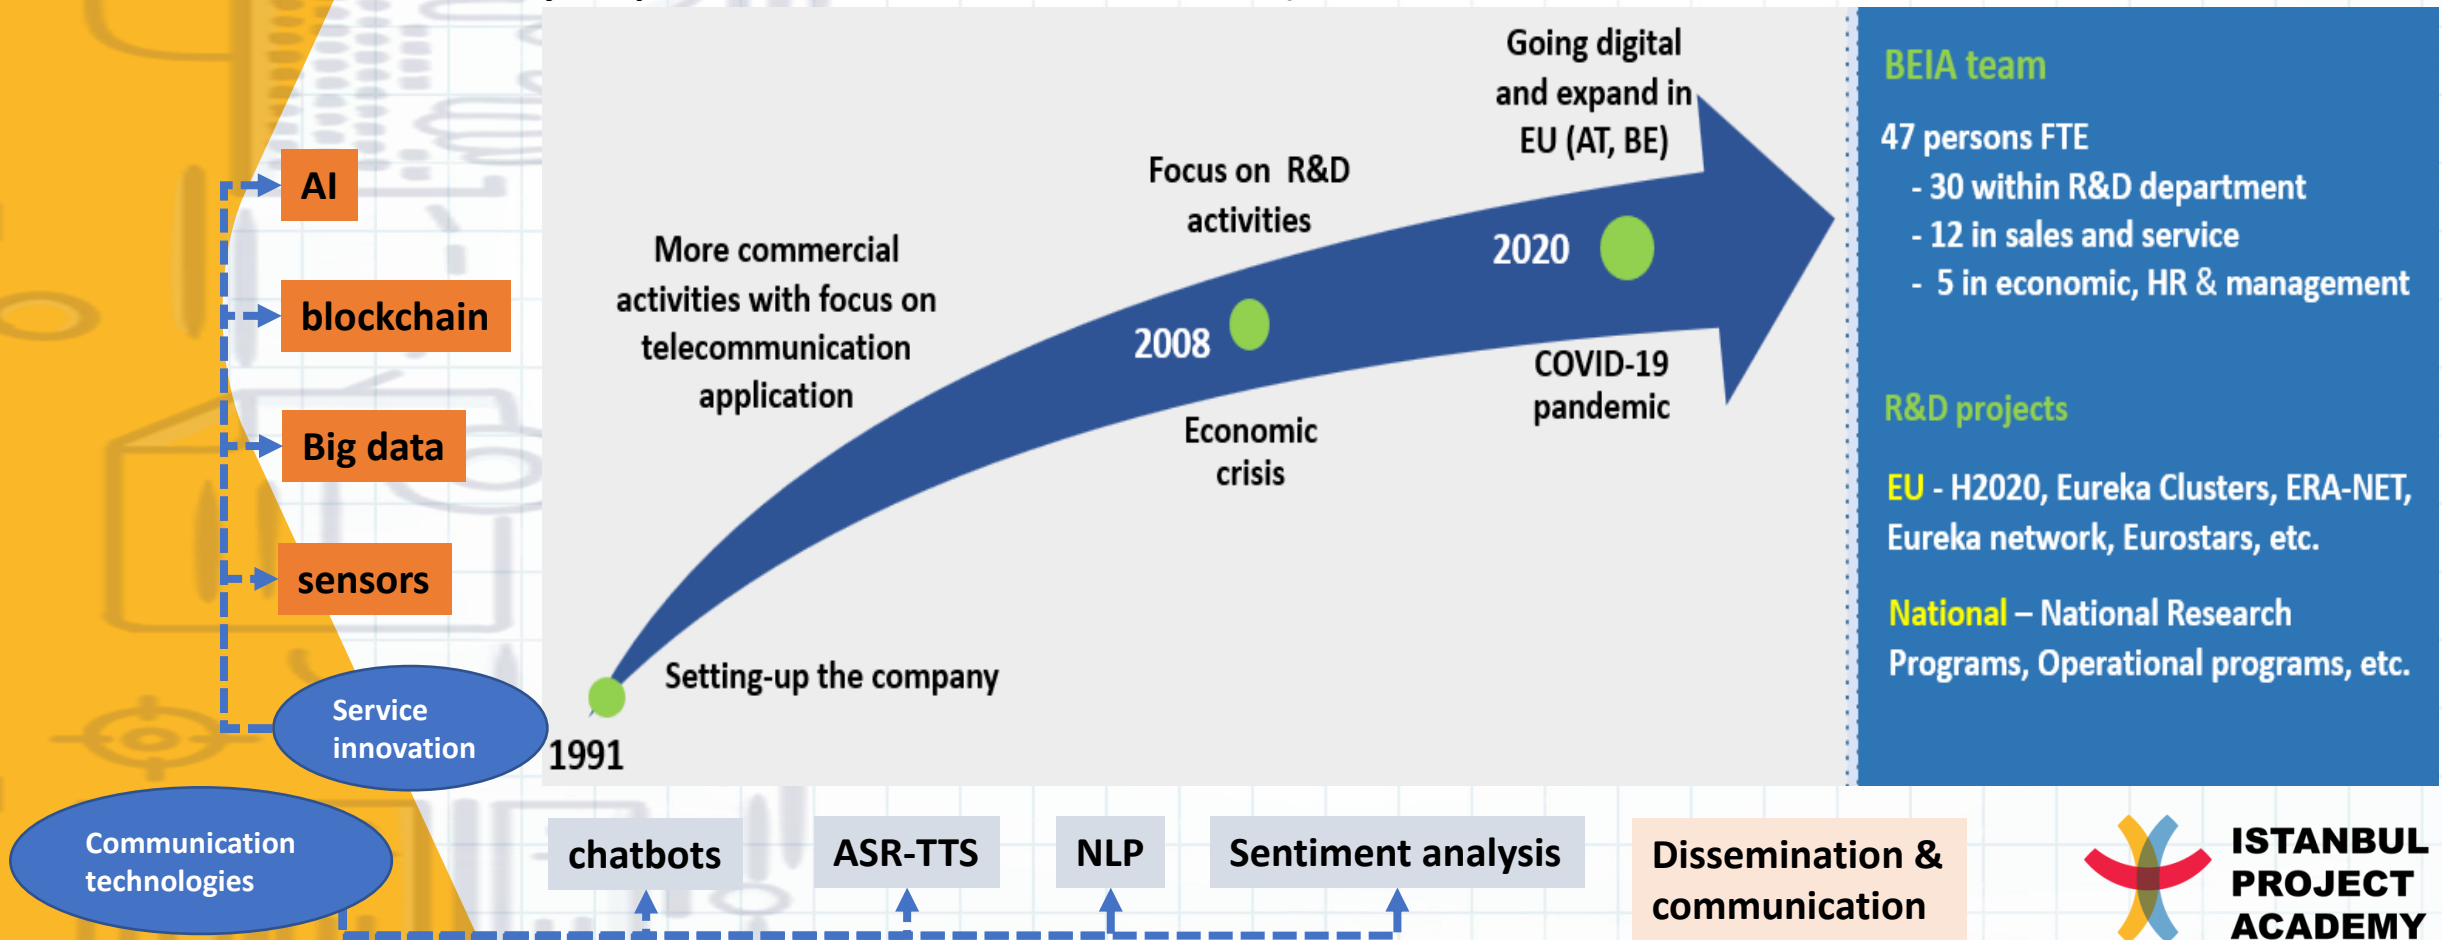 AI
blockchain
Big data
sensors
Service
innovation
Communication
technologies
Going digital
and expand in
EU (AT, BE)
Focus on R&D
activities
More commercial
activities with focus on
telecommunication
application
2020
2008
COVID-19
pandemic
Economic
crisis
Setting-up the company
1991
BEIA team
47 persons FTE
- 30 within R&D department
- 12 in sales and service
- 5 in economic, HR & management
R&D projects
EU - H2020, Eureka Clusters, ERA-NET,
Eureka network, Eurostars, etc.
National – National Research
Programs, Operational programs, etc.
chatbots
ASR-TTS
NLP
Sentiment analysis
Dissemination &
communication
ISTANBUL
PROJECT
ACADEMY